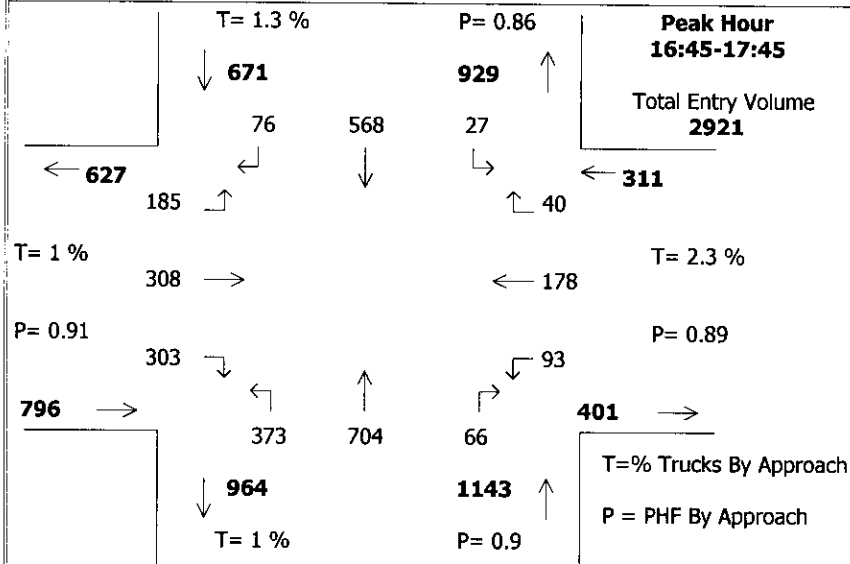 T= 1.3 % P= 0.86 Peak Hour
16:45-17:45
671 929
Total Entry Volume
76 568 27 2921
627 311
185 40
T= 1 % T= 2.3 %
308 178
P= 0.91 P= 0.89
303 93
796 401
373 704 66
T=% Trucks By Approach
964 1143
P = PHF By Approach
T= 1 % P= 0.9